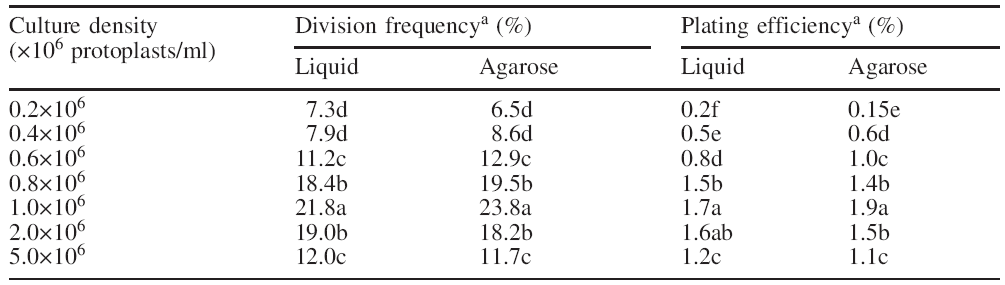 Culture density Division frequencyᵃ (%) Plating efficiencyᵃ (%)
(×10⁶ protoplasts/ml)
Liquid Agarose Liquid Agarose
0.2×10⁶ 7.3d 6.5d 0.2f 0.15e
0.4×10⁶ 7.9d 8.6d 0.5e 0.6d
0.6×10⁶ 11.2c 12.9c 0.8d 1.0c
0.8×10⁶ 18.4b 19.5b 1.5b 1.4b
1.0×10⁶ 21.8a 23.8a 1.7a 1.9a
2.0×10⁶ 19.0b 18.2b 1.6ab 1.5b
5.0×10⁶ 12.0c 11.7c 1.2c 1.1c